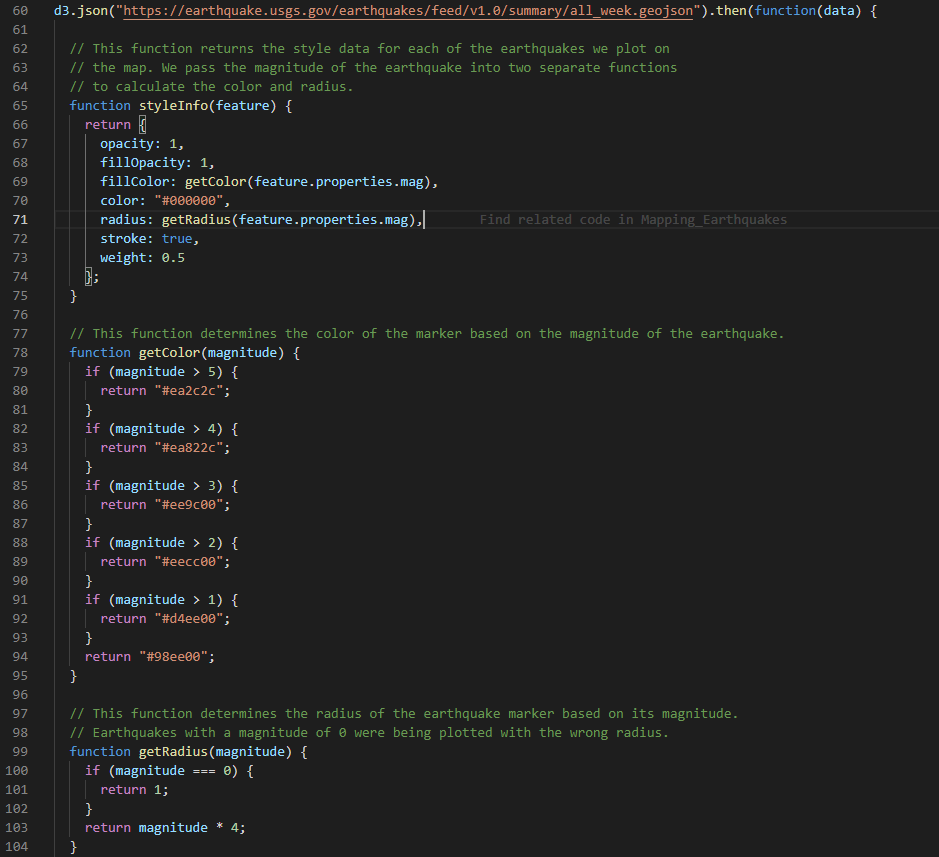 60 d3.json("https://earthquake.usgs.gov/earthquakes/feed/v1.0/summary/all_week.geojson").then(function(data) {
61
62 // This function returns the style data for each of the earthquakes we plot on
63 // the map. We pass the magnitude of the earthquake into two separate functions
64 // to calculate the color and radius.
65 function styleInfo(feature) {
66 return {
67 opacity: 1,
68 fillOpacity: 1,
69 fillColor: getColor(feature.properties.mag),
70 color: "#000000",
71 radius: getRadius(feature.properties.mag), Find related code in Mapping_Earthquakes
72 stroke: true,
73 weight: 0.5
74 };
75 }
76
77 // This function determines the color of the marker based on the magnitude of the earthquake.
78 function getColor(magnitude) {
79 if (magnitude > 5) {
80 return "#ea2c2c";
81 }
82 if (magnitude > 4) {
83 return "#ea822c";
84 }
85 if (magnitude > 3) {
86 return "#ee9c00";
87 }
88 if (magnitude > 2) {
89 return "#eecc00";
90 }
91 if (magnitude > 1) {
92 return "#d4ee00";
93 }
94 return "#98ee00";
95 }
96
97 // This function determines the radius of the earthquake marker based on its magnitude.
98 // Earthquakes with a magnitude of 0 were being plotted with the wrong radius.
99 function getRadius(magnitude) {
100 if (magnitude === 0) {
101 return 1;
102 }
103 return magnitude * 4;
104 }